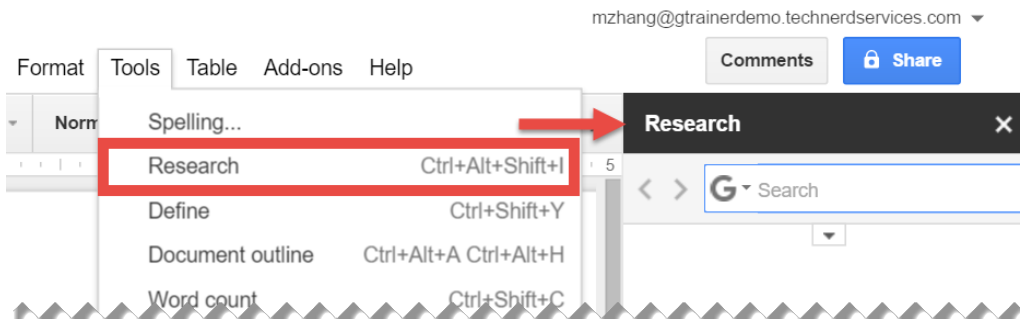 mzhang@gtrainerdemo.technerdservices.com
Comments Share
Format Tools Table Add-ons Help
Norm Spelling... Research
Research Ctrl+Alt+Shift+I 5
G Search
Define Ctrl+Shift+Y
Document outline Ctrl+Alt+A Ctrl+Alt+H
Word count Ctrl+Shift+C